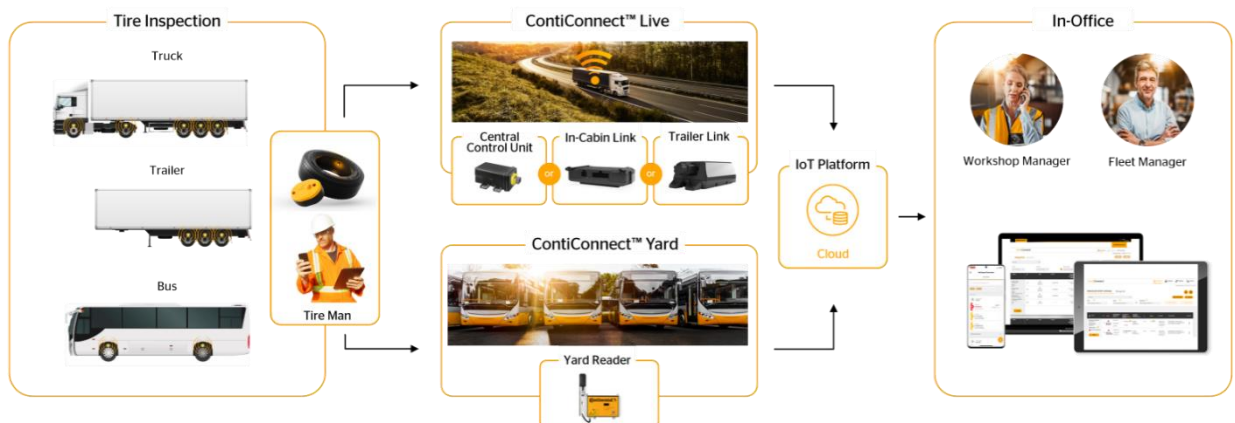 Tire Inspection
Truck
Trailer
Bus
Tire Man
ContiConnect™ Live
Central
Control Unit
or
In-Cabin Link
or
Trailer Link
ContiConnect™ Yard
Yard Reader
ContiConnect™
IoT Platform
Cloud
In-Office
Workshop Manager
Fleet Manager